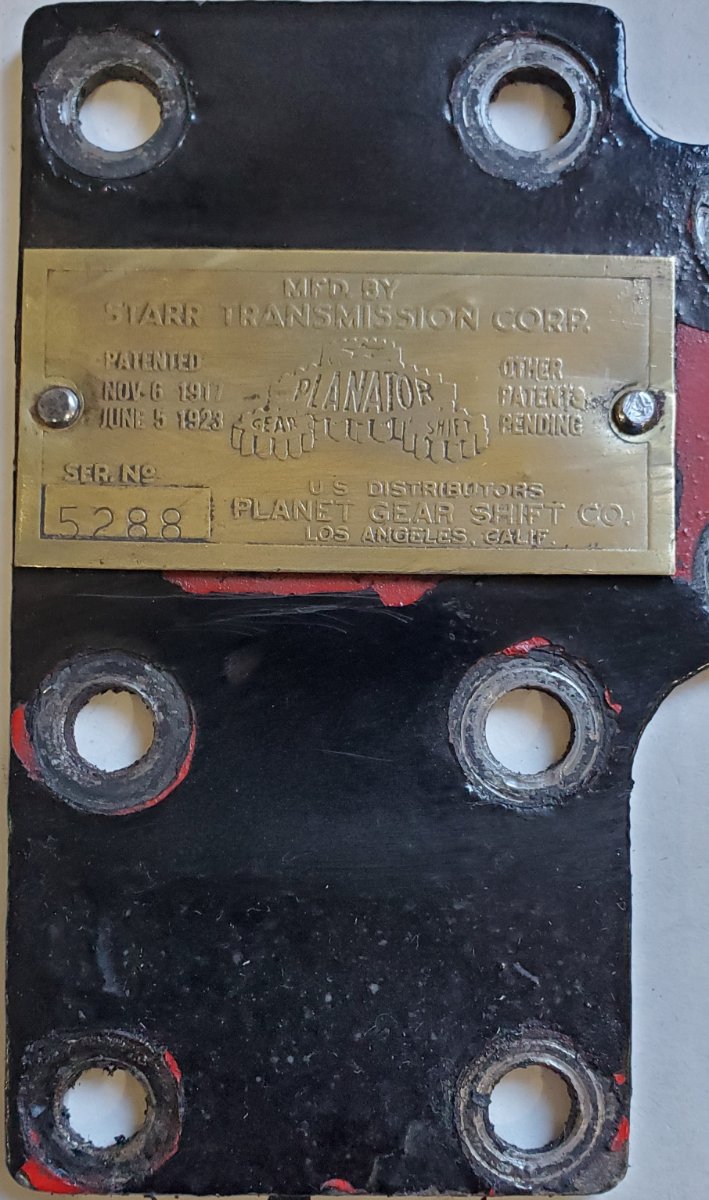 MFD. BY
STARR TRANSMISSION CORP.
PATENTED
NOV. 6 1917
JUNE 5 1923
PLANATOR
GEAR SHIFT
OTHER
PATENTS
PENDING
SER. No
5288
U.S. DISTRIBUTORS
PLANET GEAR SHIFT CO.
LOS ANGELES, CALIF.